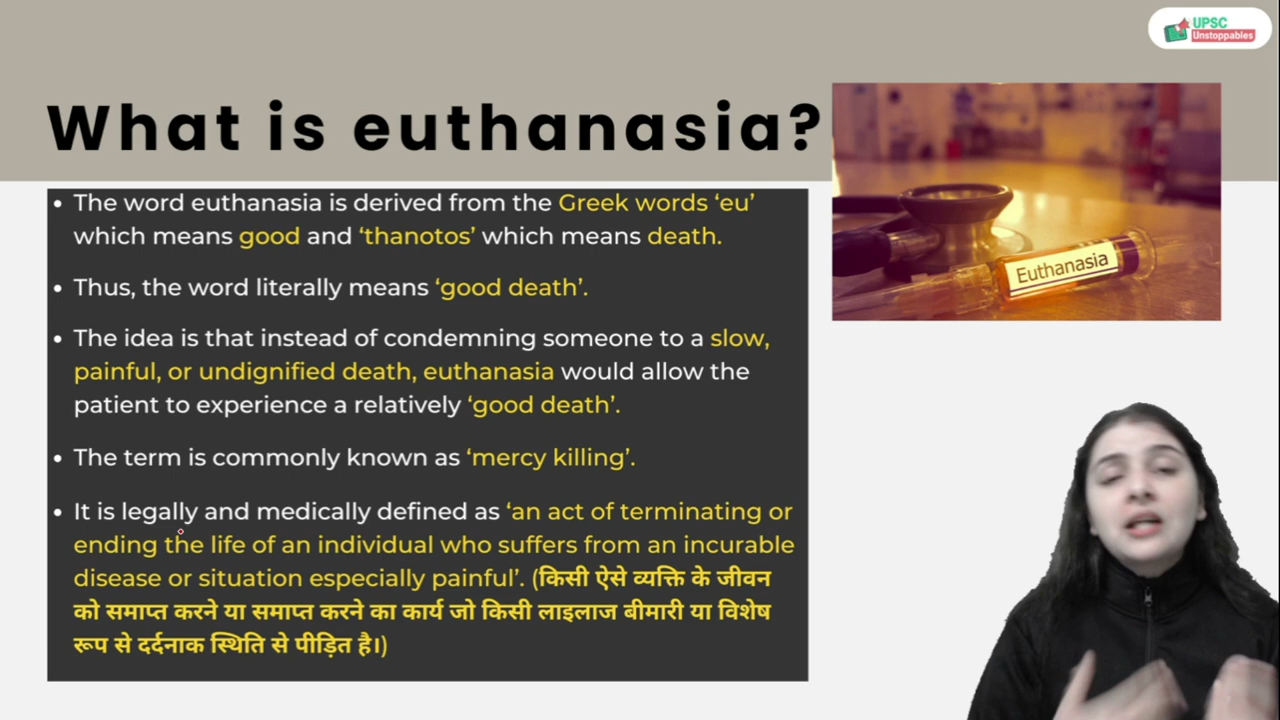 UPSC
Unstoppables
What is euthanasia?
• The word euthanasia is derived from the Greek words ‘eu’
which means good and ‘thanotos’ which means death.
• Thus, the word literally means ‘good death’.
• The idea is that instead of condemning someone to a slow,
painful, or undignified death, euthanasia would allow the
patient to experience a relatively ‘good death’.
• The term is commonly known as ‘mercy killing’.
• It is legally and medically defined as ‘an act of terminating or
ending the life of an individual who suffers from an incurable
disease or situation especially painful’. (किसी ऐसे व्यक्ति के जीवन
को समाप्त करने या समाप्त करने का कार्य जो किसी लाइलाज बीमारी या विशेष
रूप से दर्दनाक स्थिति से पीड़ित है।)
Euthanasia